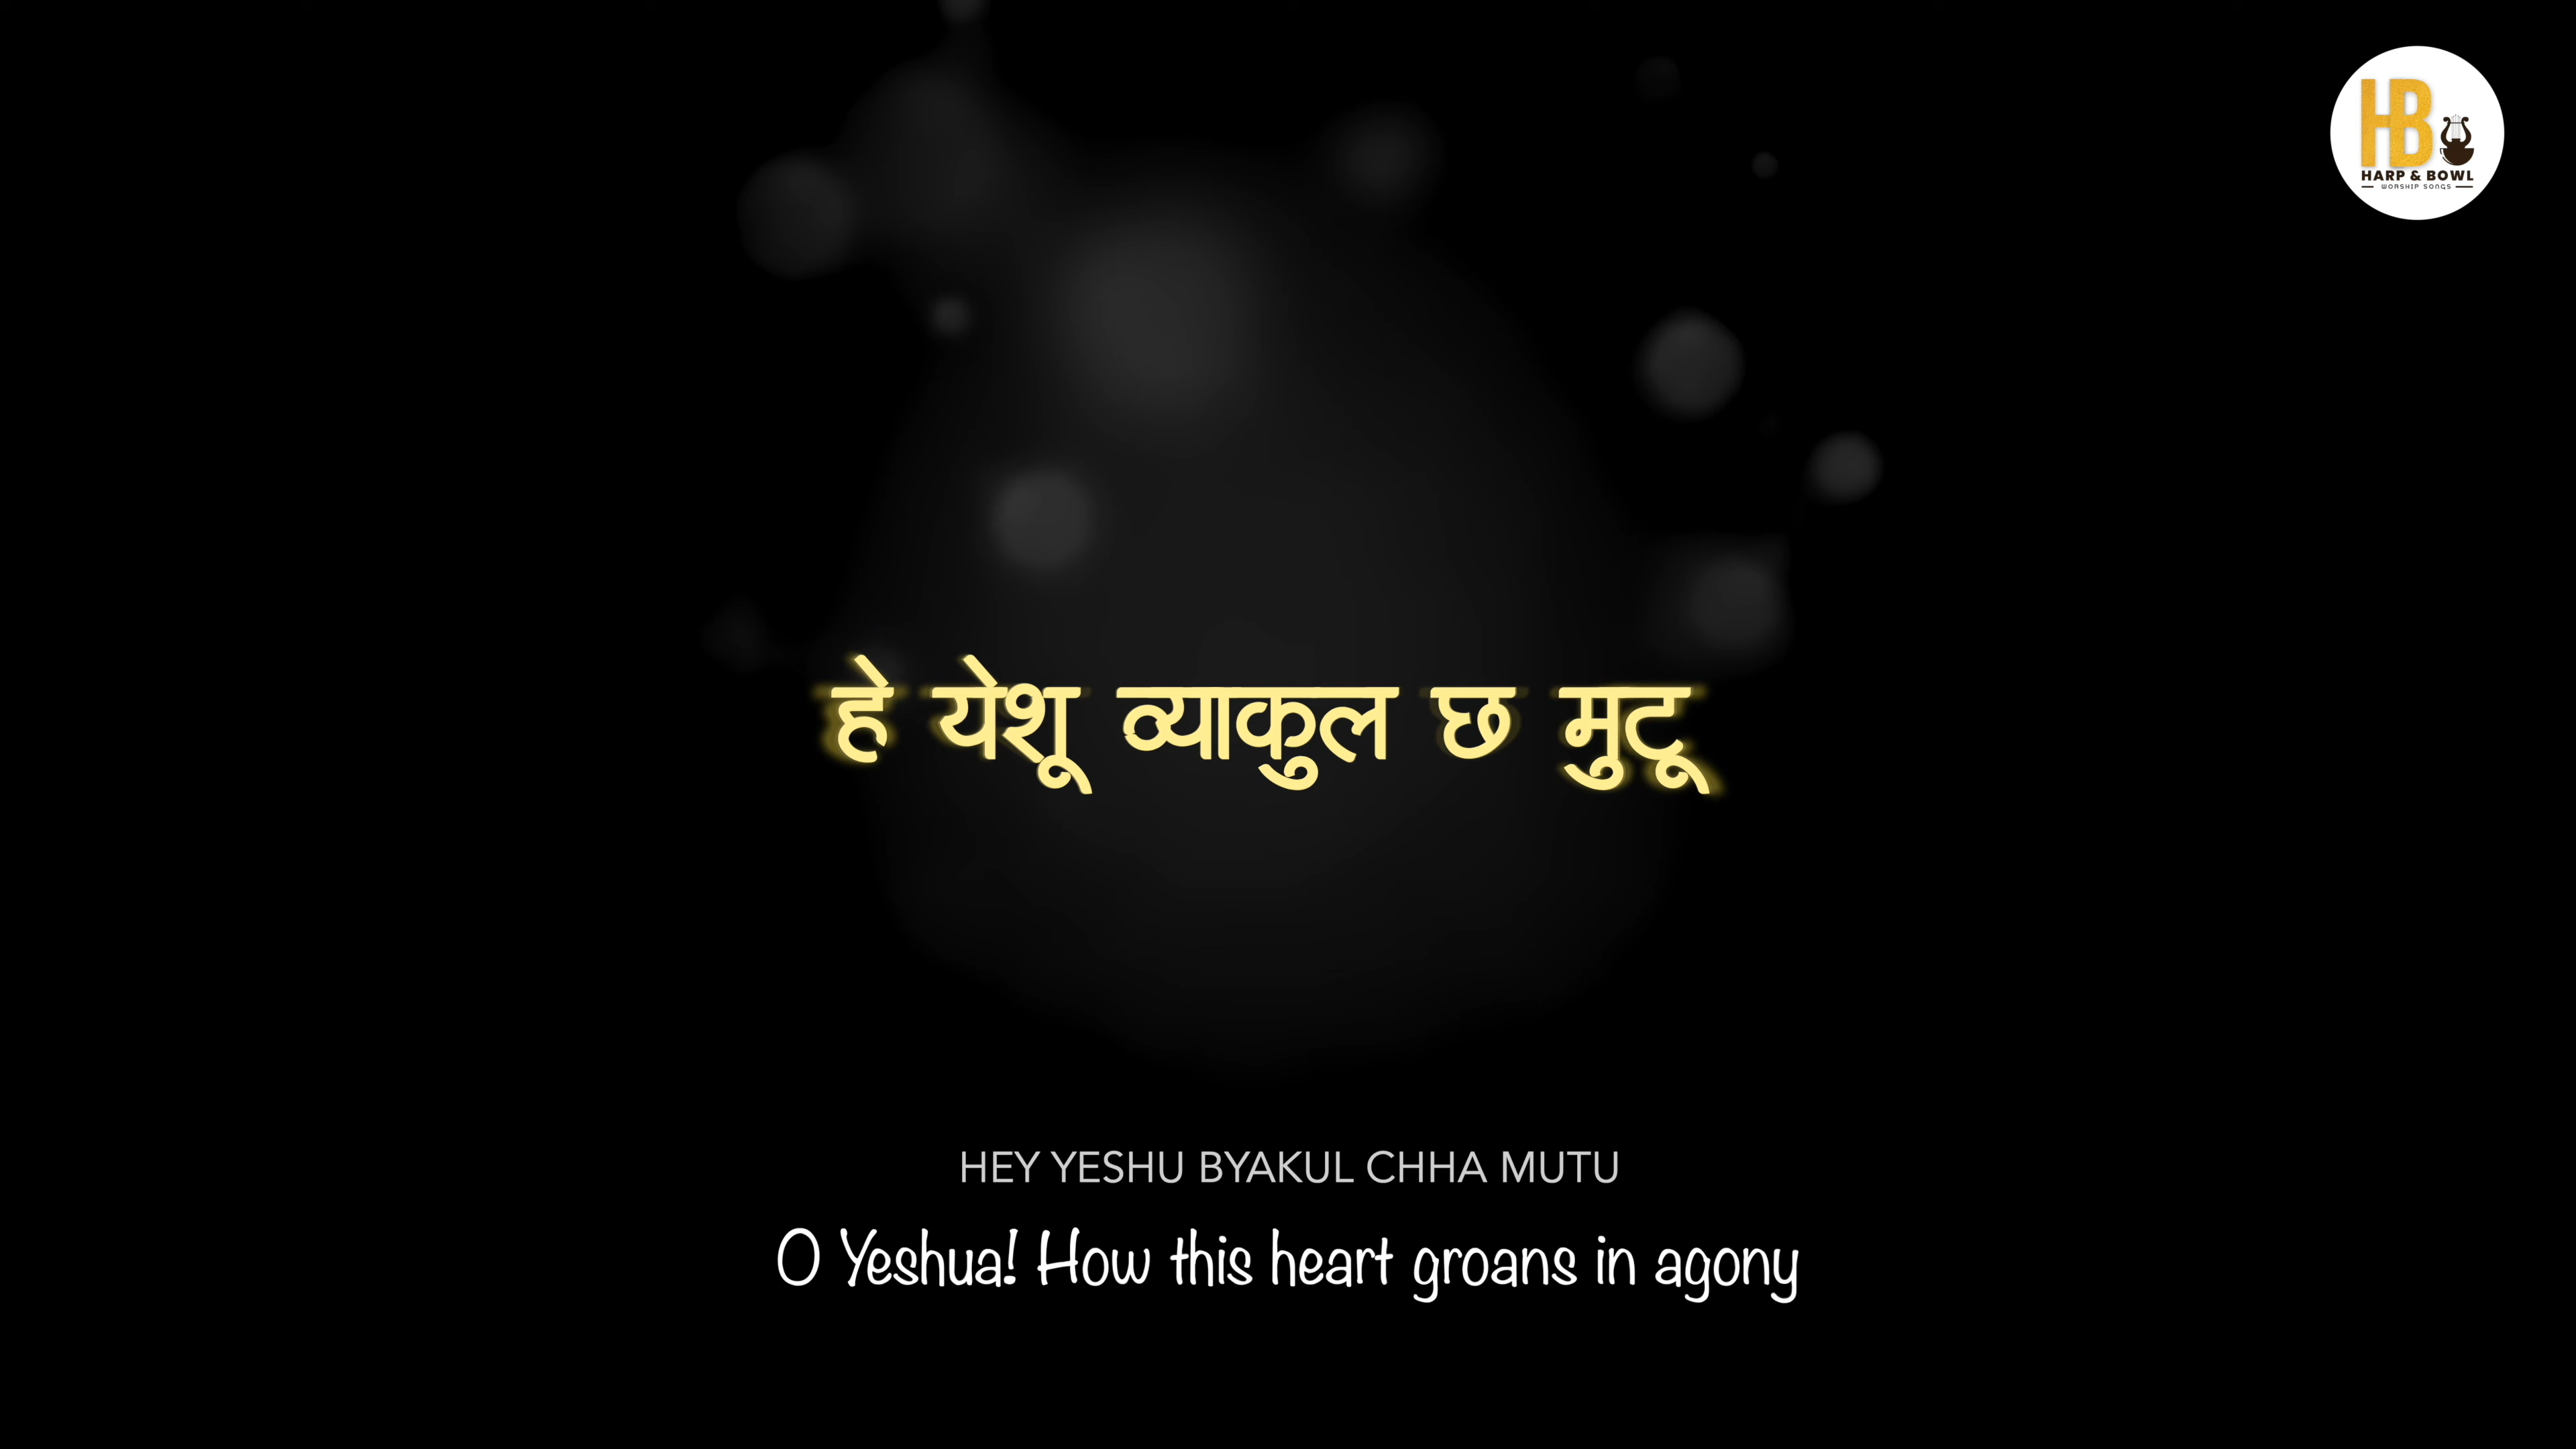 HB
HARP & BOWL
WORSHIP SONGS
हे येशू व्याकुल छ मुटू
HEY YESHU BYAKUL CHHA MUTU
O Yeshua! How this heart groans in agony